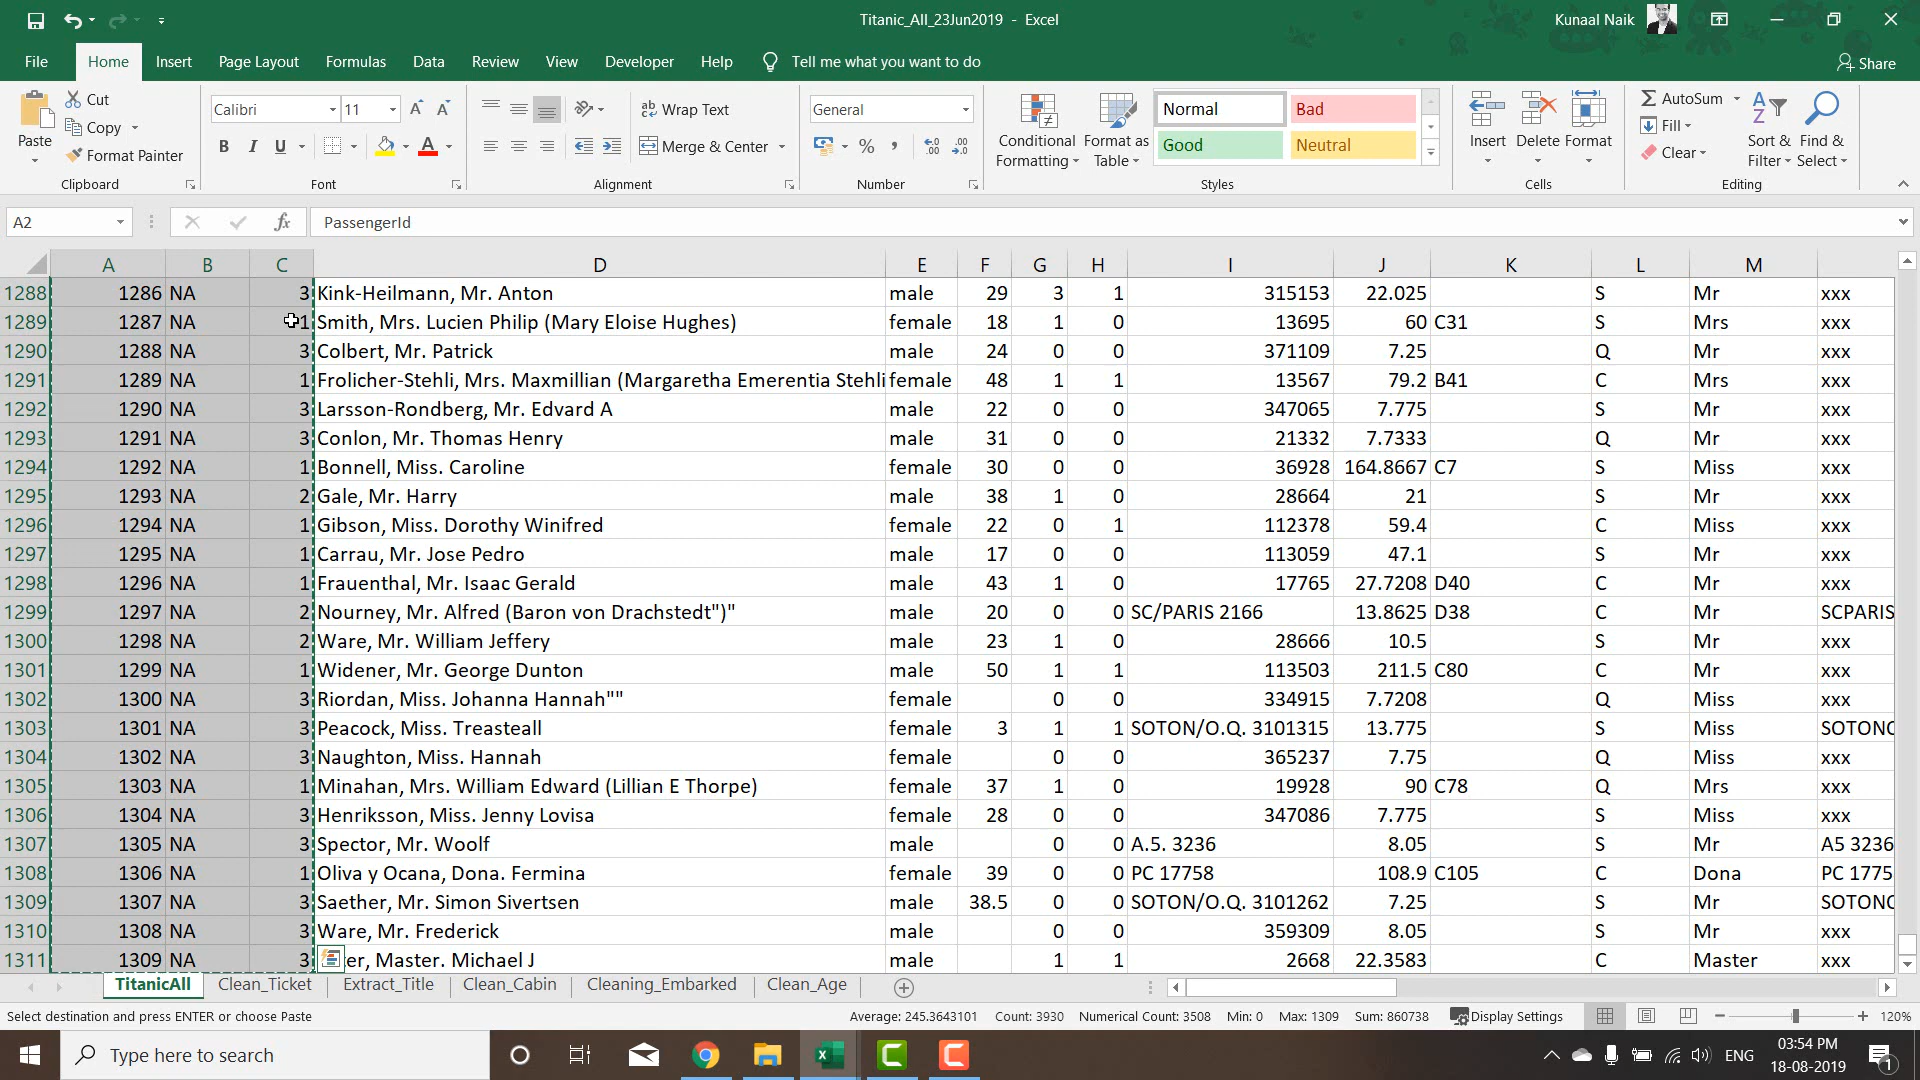 Titanic_All_23Jun2019 - Excel
Kunaal Naik
File Home Insert Page Layout Formulas Data Review View Developer Help Tell me what you want to do Share
Paste Cut Copy Format Painter Clipboard
Calibri 11 B I U A Font
Wrap Text Merge & Center Alignment
General % , Number
Conditional Formatting Format as Table Normal Bad Good Neutral Styles
Insert Delete Format Cells
AutoSum Fill Clear Sort & Filter Find & Select Editing
A2 fx PassengerId
A B C D E F G H I J K L M
1288 1286 NA 3 Kink-Heilmann, Mr. Anton male 29 3 1 315153 22.025 S Mr xxx
1289 1287 NA 1 Smith, Mrs. Lucien Philip (Mary Eloise Hughes) female 18 1 0 13695 60 C31 S Mrs xxx
1290 1288 NA 3 Colbert, Mr. Patrick male 24 0 0 371109 7.25 Q Mr xxx
1291 1289 NA 1 Frolicher-Stehli, Mrs. Maxmillian (Margaretha Emerentia Stehli female 48 1 1 13567 79.2 B41 C Mrs xxx
1292 1290 NA 3 Larsson-Rondberg, Mr. Edvard A male 22 0 0 347065 7.775 S Mr xxx
1293 1291 NA 3 Conlon, Mr. Thomas Henry male 31 0 0 21332 7.7333 Q Mr xxx
1294 1292 NA 1 Bonnell, Miss. Caroline female 30 0 0 36928 164.8667 C7 S Miss xxx
1295 1293 NA 2 Gale, Mr. Harry male 38 1 0 28664 21 S Mr xxx
1296 1294 NA 1 Gibson, Miss. Dorothy Winifred female 22 0 1 112378 59.4 C Miss xxx
1297 1295 NA 1 Carrau, Mr. Jose Pedro male 17 0 0 113059 47.1 S Mr xxx
1298 1296 NA 1 Frauenthal, Mr. Isaac Gerald male 43 1 0 17765 27.7208 D40 C Mr xxx
1299 1297 NA 2 Nourney, Mr. Alfred (Baron von Drachstedt")" male 20 0 0 SC/PARIS 2166 13.8625 D38 C Mr SCPARIS
1300 1298 NA 2 Ware, Mr. William Jeffery male 23 1 0 28666 10.5 S Mr xxx
1301 1299 NA 1 Widener, Mr. George Dunton male 50 1 1 113503 211.5 C80 C Mr xxx
1302 1300 NA 3 Riordan, Miss. Johanna Hannah"" female 0 0 334915 7.7208 Q Miss xxx
1303 1301 NA 3 Peacock, Miss. Treasteall female 3 1 1 SOTON/O.Q. 3101315 13.775 S Miss SOTONO
1304 1302 NA 3 Naughton, Miss. Hannah female 0 0 365237 7.75 Q Miss xxx
1305 1303 NA 1 Minahan, Mrs. William Edward (Lillian E Thorpe) female 37 1 0 19928 90 C78 Q Mrs xxx
1306 1304 NA 3 Henriksson, Miss. Jenny Lovisa female 28 0 0 347086 7.775 S Miss xxx
1307 1305 NA 3 Spector, Mr. Woolf male 0 0 A.5. 3236 8.05 S Mr A5 3236
1308 1306 NA 1 Oliva y Ocana, Dona. Fermina female 39 0 0 PC 17758 108.9 C105 C Dona PC 1775
1309 1307 NA 3 Saether, Mr. Simon Sivertsen male 38.5 0 0 SOTON/O.Q. 3101262 7.25 S Mr SOTONO
1310 1308 NA 3 Ware, Mr. Frederick male 0 0 359309 8.05 S Mr xxx
1311 1309 NA 3 er, Master. Michael J male 1 1 2668 22.3583 C Master xxx
TitanicAll Clean_Ticket Extract_Title Clean_Cabin Cleaning_Embarked Clean_Age
Select destination and press ENTER or choose Paste Average: 245.3643101 Count: 3930 Numerical Count: 3508 Min: 0 Max: 1309 Sum: 860738 Display Settings 120%
Type here to search ENG 03:54 PM
18-08-2019 1